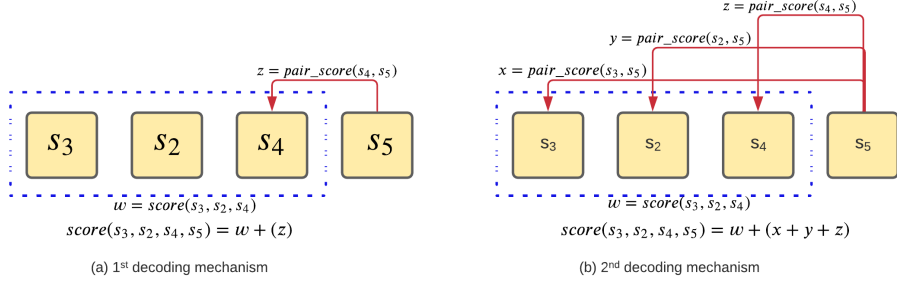 z = pair_score(s₄, s₅)
s₃ s₂ s₄ s₅
w = score(s₃, s₂, s₄)
score(s₃, s₂, s₄, s₅) = w + (z)
(a) 1ˢᵗ decoding mechanism
z = pair_score(s₄, s₅)
y = pair_score(s₂, s₅)
x = pair_score(s₃, s₅)
s₃ s₂ s₄ s₅
w = score(s₃, s₂, s₄)
score(s₃, s₂, s₄, s₅) = w + (x + y + z)
(b) 2ⁿᵈ decoding mechanism